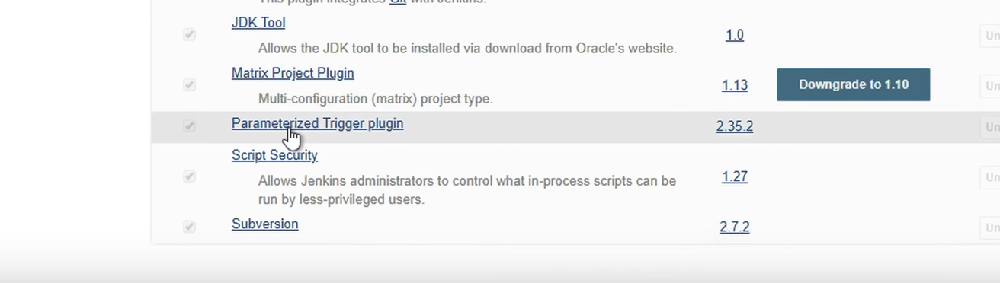 This plugin integrates Git with Jenkins.
JDK Tool
1.0
Un
Allows the JDK tool to be installed via download from Oracle's website.
Matrix Project Plugin
1.13
Downgrade to 1.10
Un
Multi-configuration (matrix) project type.
Parameterized Trigger plugin
2.35.2
Un
Script Security
Allows Jenkins administrators to control what in-process scripts can be
1.27
Un
run by less-privileged users.
Subversion
2.7.2
Un